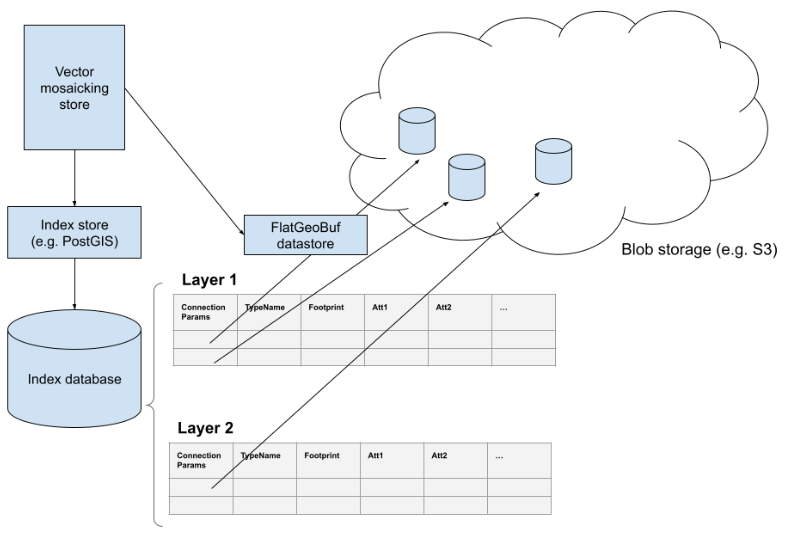 Vector
mosaicking
store
Index store
(e.g. PostGIS)
FlatGeoBuf
datastore
Blob storage (e.g. S3)
Index database
Layer 1
Connection Params TypeName Footprint Att1 Att2 ...
Layer 2
Connection Params TypeName Footprint Att1 Att2 ...